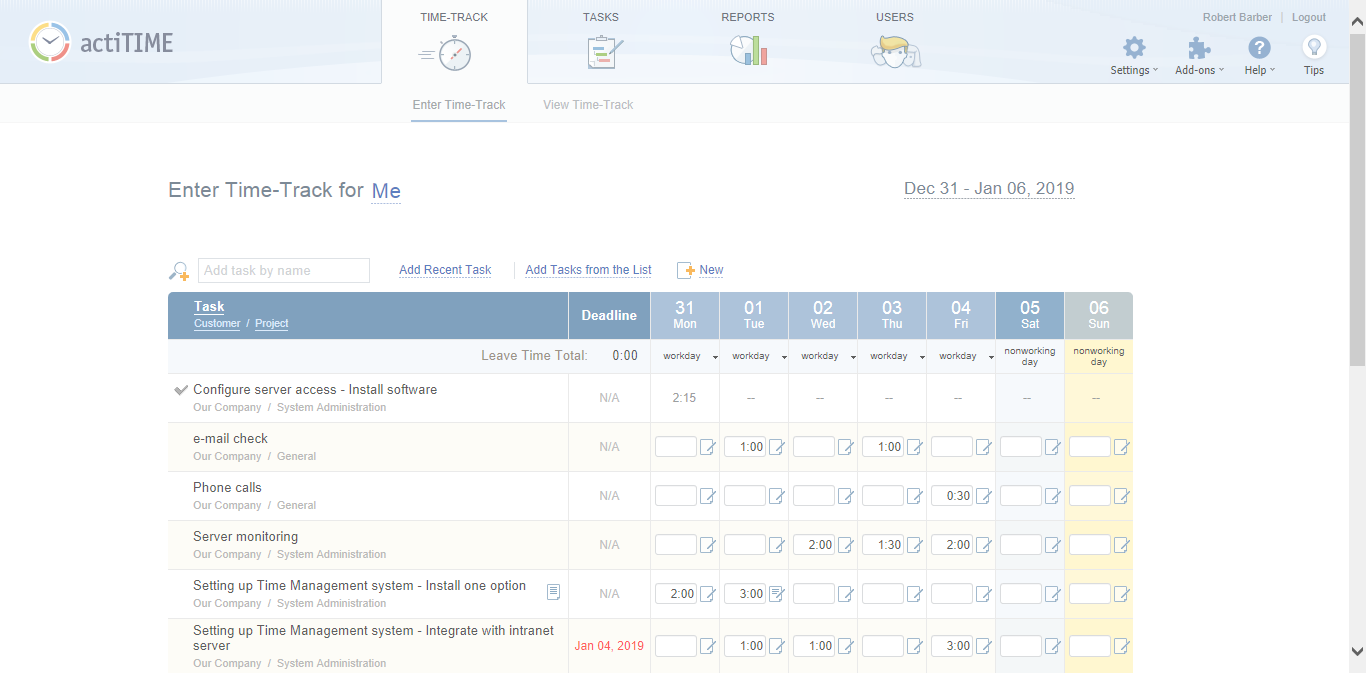 actiTIME
TIME-TRACK TASKS REPORTS USERS
Robert Barber | Logout
Settings Add-ons Help Tips
Enter Time-Track View Time-Track
Enter Time-Track for Me Dec 31 - Jan 06, 2019
Add task by name Add Recent Task Add Tasks from the List New
Task
Customer / Project
Deadline
31 Mon
01 Tue
02 Wed
03 Thu
04 Fri
05 Sat
06 Sun
Leave Time Total: 0:00 workday workday workday workday workday nonworking day nonworking day
Configure server access - Install software
Our Company / System Administration
N/A 2:15 -- -- -- -- -- --
e-mail check
Our Company / General
N/A 1:00 1:00
Phone calls
Our Company / General
N/A 0:30
Server monitoring
Our Company / System Administration
N/A 2:00 1:30 2:00
Setting up Time Management system - Install one option
Our Company / System Administration
N/A 2:00 3:00
Setting up Time Management system - Integrate with intranet
server
Our Company / System Administration
Jan 04, 2019 1:00 1:00 3:00